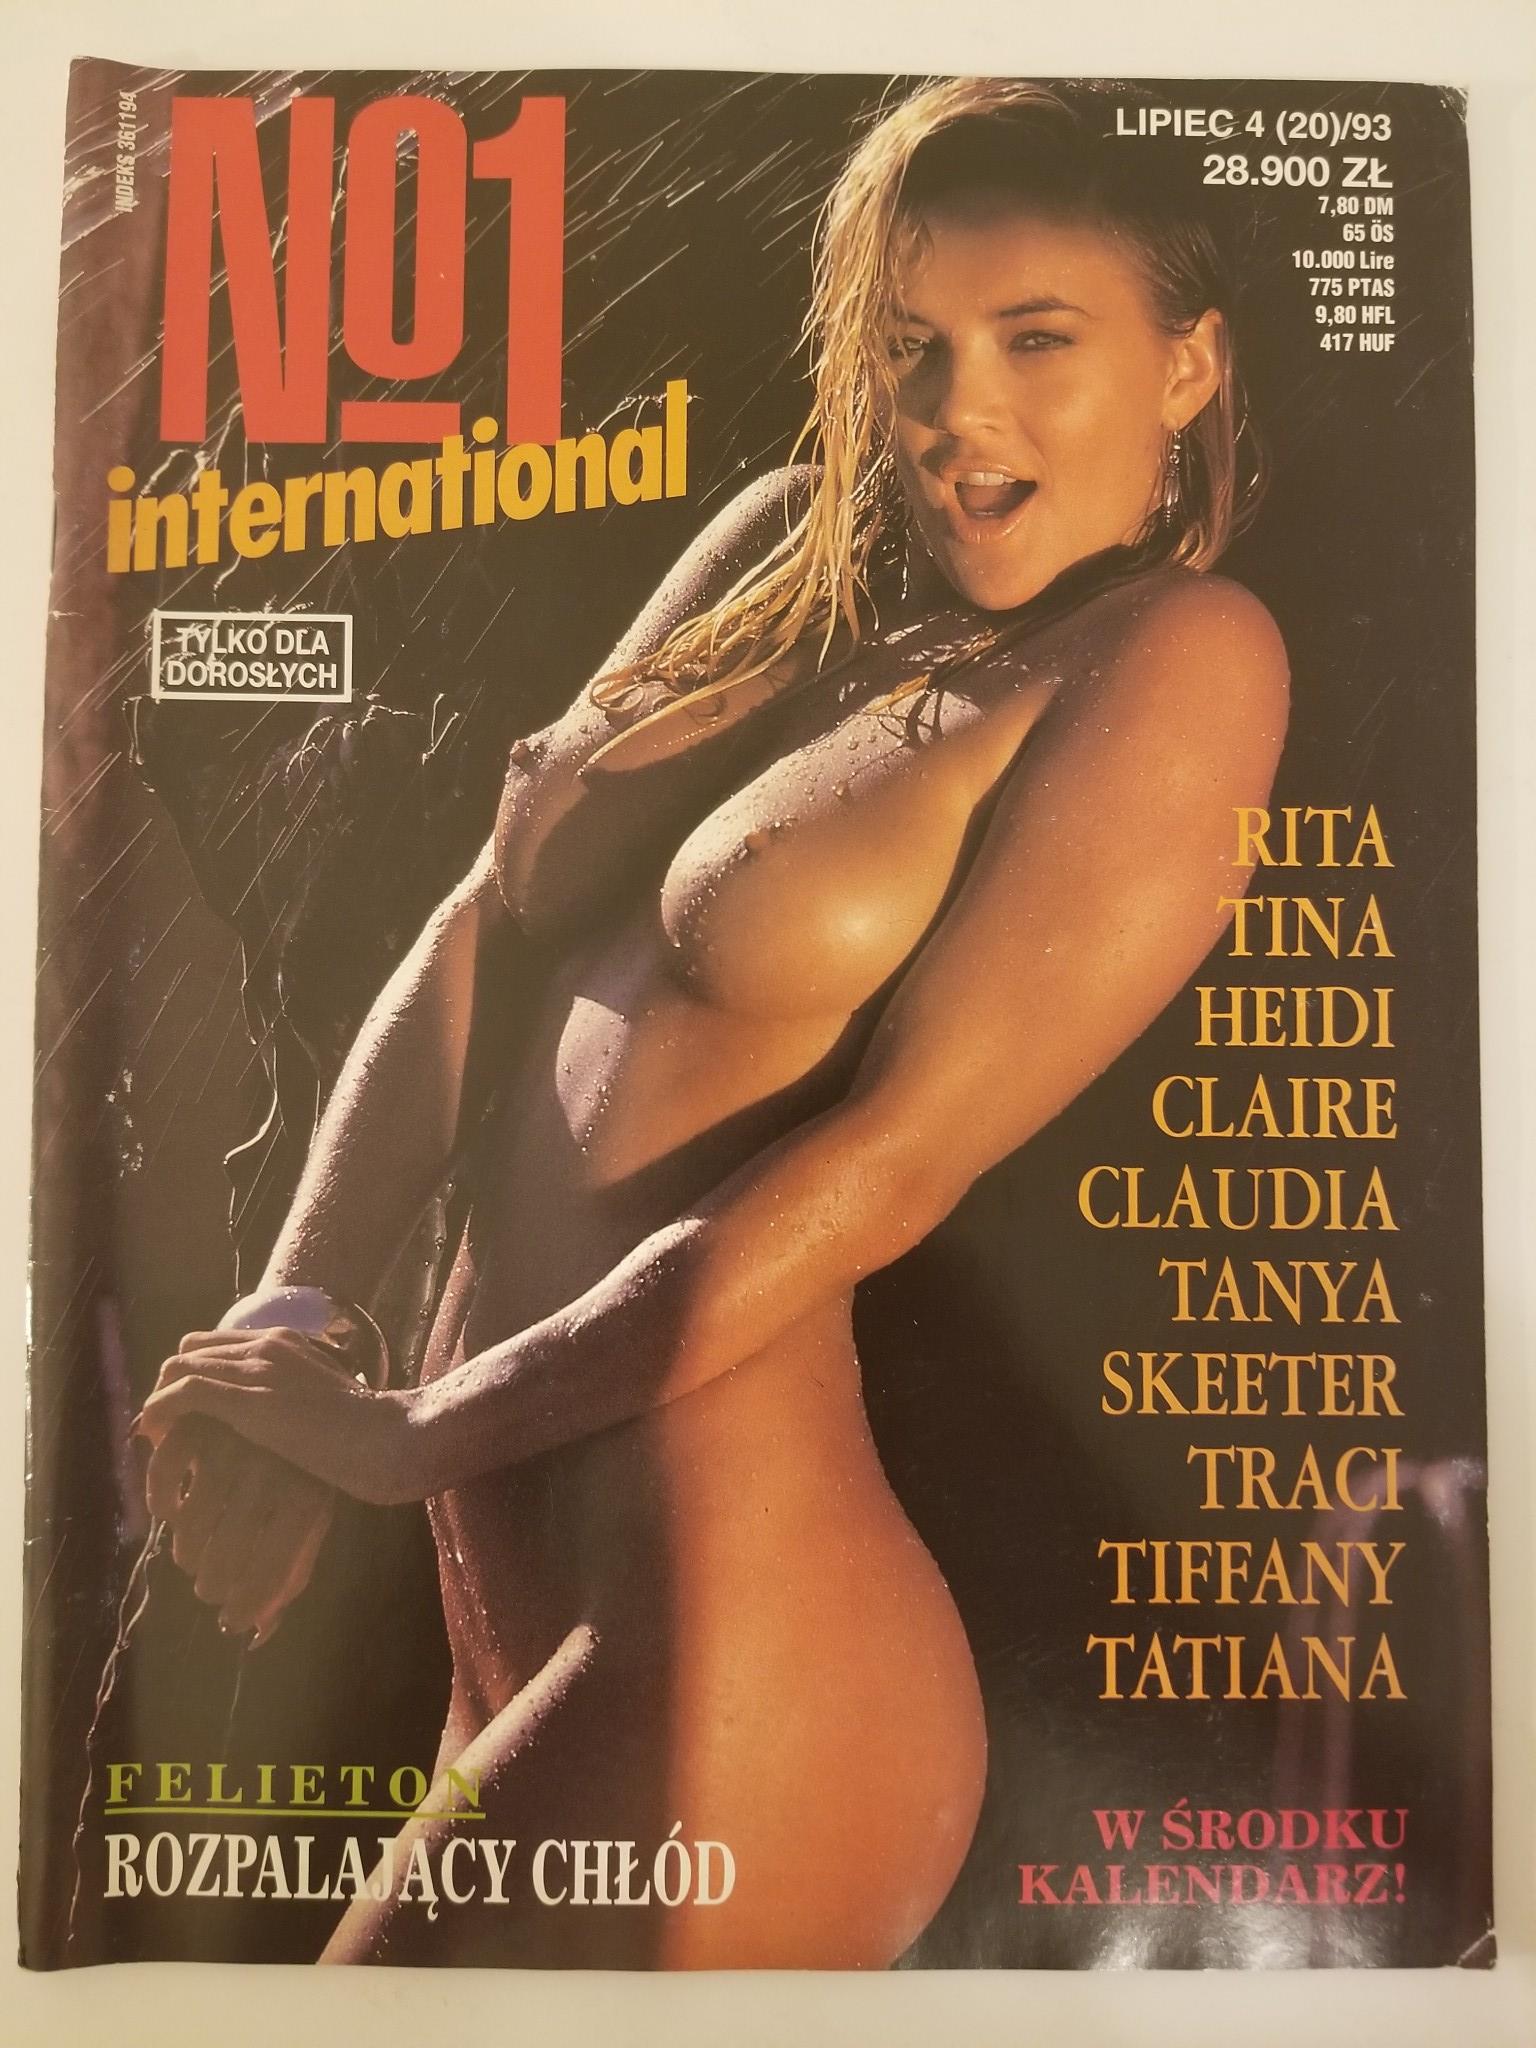 INDEKS 361194
No1
international
TYLKO DLA
DOROSŁYCH
LIPIEC 4 (20)/93
28.900 ZŁ
7,80 DM
65 ÖS
10.000 Lire
775 PTAS
9,80 HFL
417 HUF
RITA
TINA
HEIDI
CLAIRE
CLAUDIA
TANYA
SKEETER
TRACI
TIFFANY
TATIANA
FELIETON
ROZPALAJĄCY CHŁÓD
W ŚRODKU
KALENDARZ!